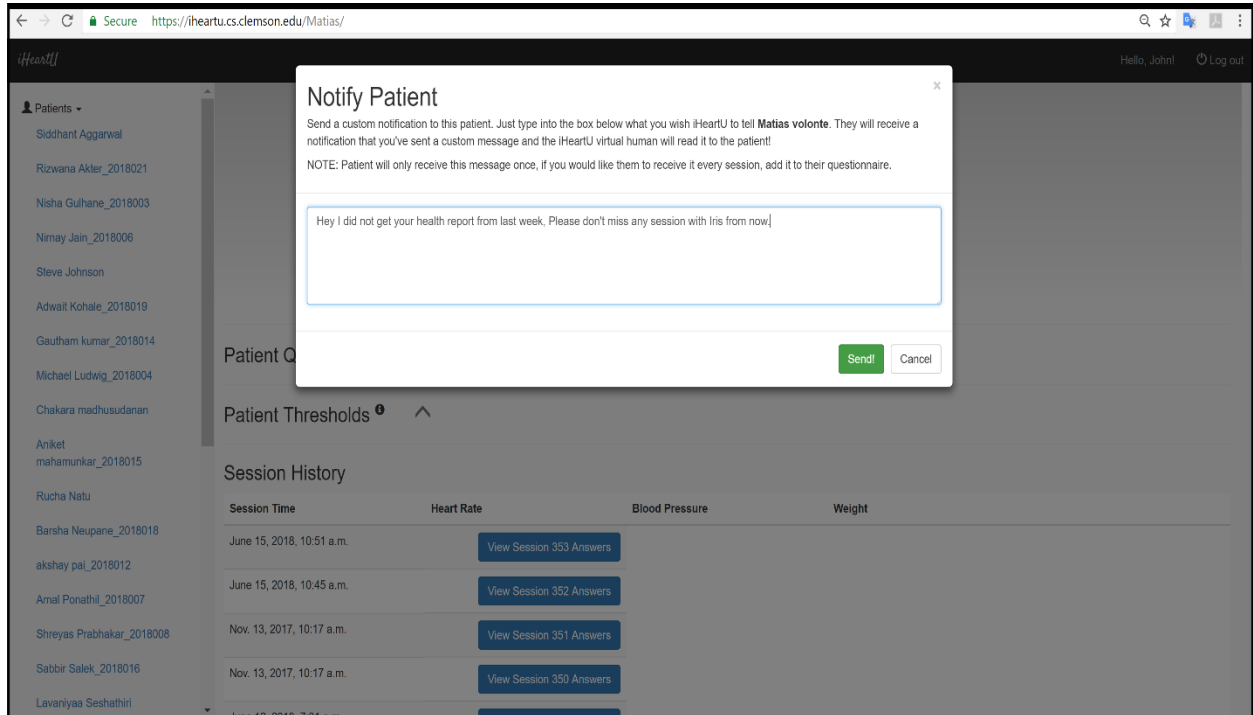 Secure https://iheartu.cs.clemson.edu/Matias/
iHeartU
Hello, John! Log out
Patients
Siddhant Aggarwal
Rizwana Akter_2018021
Nisha Gulhane_2018003
Nirnay Jain_2018006
Steve Johnson
Adwait Kohale_2018019
Gautham kumar_2018014
Michael Ludwig_2018004
Chakara madhusudanan
Aniket
mahamunkar_2018015
Rucha Natu
Barsha Neupane_2018018
akshay pai_2018012
Amal Ponathil_2018007
Shreyas Prabhakar_2018008
Sabbir Salek_2018016
Lavaniyaa Seshathiri
Notify Patient
×
Send a custom notification to this patient. Just type into the box below what you wish iHeartU to tell Matias volonte. They will receive a
notification that you've sent a custom message and the iHeartU virtual human will read it to the patient!
NOTE: Patient will only receive this message once, if you would like them to receive it every session, add it to their questionnaire.
Hey I did not get your health report from last week, Please don't miss any session with Iris from now.
Send! Cancel
Patient Q
Patient Thresholds
Session History
Session Time Heart Rate Blood Pressure Weight
June 15, 2018, 10:51 a.m. View Session 353 Answers
June 15, 2018, 10:45 a.m. View Session 352 Answers
Nov. 13, 2017, 10:17 a.m. View Session 351 Answers
Nov. 13, 2017, 10:17 a.m. View Session 350 Answers